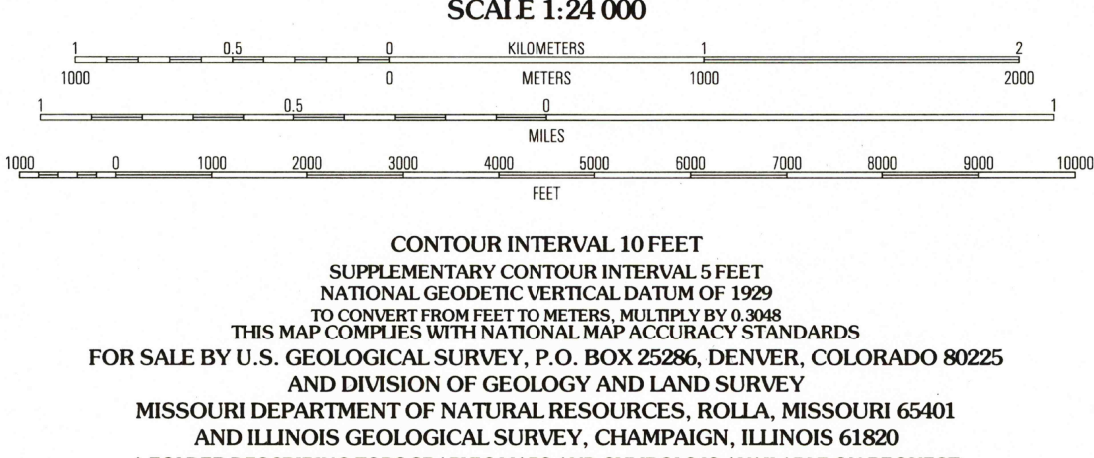 SCALE 1:24 000
1 0.5 0 KILOMETERS 1 2
1000 0 METERS 1000 2000
1 0.5 0 1
MILES
1000 0 1000 2000 3000 4000 5000 6000 7000 8000 9000 10000
FEET
CONTOUR INTERVAL 10 FEET
SUPPLEMENTARY CONTOUR INTERVAL 5 FEET
NATIONAL GEODETIC VERTICAL DATUM OF 1929
TO CONVERT FROM FEET TO METERS, MULTIPLY BY 0.3048
THIS MAP COMPLIES WITH NATIONAL MAP ACCURACY STANDARDS
FOR SALE BY U.S. GEOLOGICAL SURVEY, P.O. BOX 25286, DENVER, COLORADO 80225
AND DIVISION OF GEOLOGY AND LAND SURVEY
MISSOURI DEPARTMENT OF NATURAL RESOURCES, ROLLA, MISSOURI 65401
AND ILLINOIS GEOLOGICAL SURVEY, CHAMPAIGN, ILLINOIS 61820